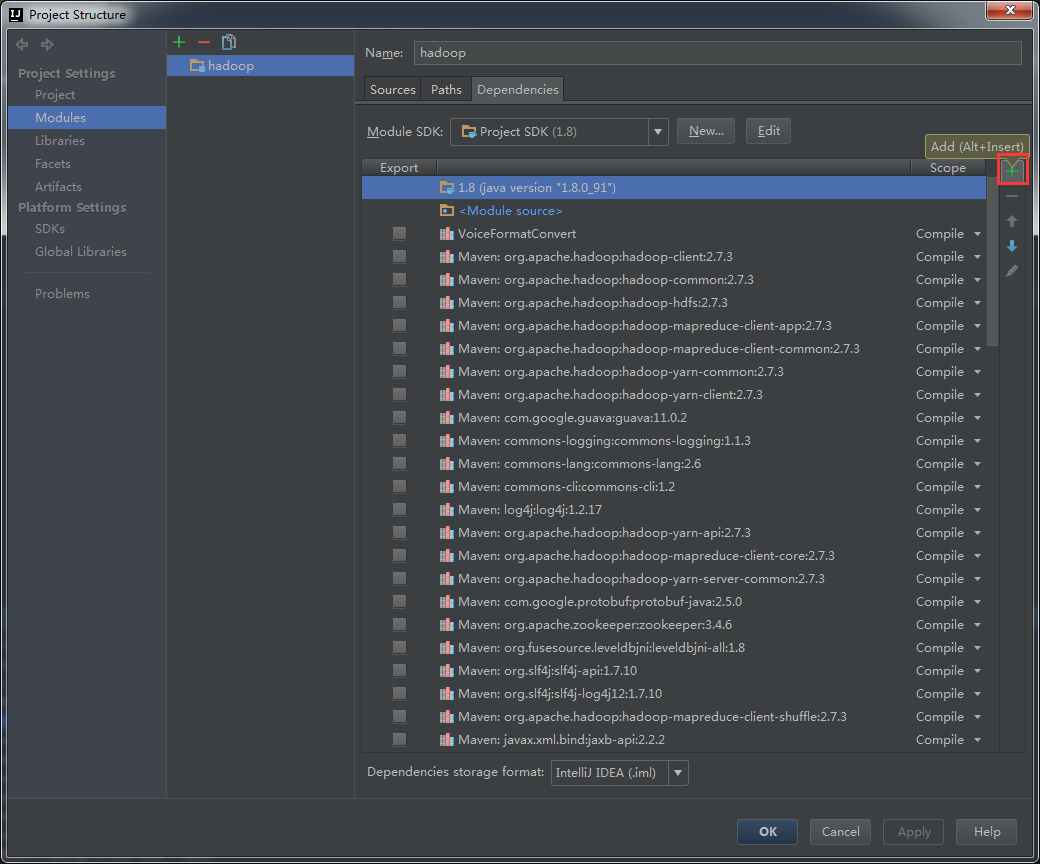 Project Structure
Project Settings
Project
Modules
Libraries
Facets
Artifacts
Platform Settings
SDKs
Global Libraries
Problems
hadoop
Name: hadoop
Sources Paths Dependencies
Module SDK: Project SDK (1.8) New... Edit
Add (Alt+Insert)
Export Scope
1.8 (java version "1.8.0_91")
<Module source>
VoiceFormatConvert Compile
Maven: org.apache.hadoop:hadoop-client:2.7.3 Compile
Maven: org.apache.hadoop:hadoop-common:2.7.3 Compile
Maven: org.apache.hadoop:hadoop-hdfs:2.7.3 Compile
Maven: org.apache.hadoop:hadoop-mapreduce-client-app:2.7.3 Compile
Maven: org.apache.hadoop:hadoop-mapreduce-client-common:2.7.3 Compile
Maven: org.apache.hadoop:hadoop-yarn-common:2.7.3 Compile
Maven: org.apache.hadoop:hadoop-yarn-client:2.7.3 Compile
Maven: com.google.guava:guava:11.0.2 Compile
Maven: commons-logging:commons-logging:1.1.3 Compile
Maven: commons-lang:commons-lang:2.6 Compile
Maven: commons-cli:commons-cli:1.2 Compile
Maven: log4j:log4j:1.2.17 Compile
Maven: org.apache.hadoop:hadoop-yarn-api:2.7.3 Compile
Maven: org.apache.hadoop:hadoop-mapreduce-client-core:2.7.3 Compile
Maven: org.apache.hadoop:hadoop-yarn-server-common:2.7.3 Compile
Maven: com.google.protobuf:protobuf-java:2.5.0 Compile
Maven: org.apache.zookeeper:zookeeper:3.4.6 Compile
Maven: org.fusesource.leveldbjni:leveldbjni-all:1.8 Compile
Maven: org.slf4j:slf4j-api:1.7.10 Compile
Maven: org.slf4j:slf4j-log4j12:1.7.10 Compile
Maven: org.apache.hadoop:hadoop-mapreduce-client-shuffle:2.7.3 Compile
Maven: javax.xml.bind:jaxb-api:2.2.2 Compile
Dependencies storage format: IntelliJ IDEA (.iml)
OK Cancel Apply Help